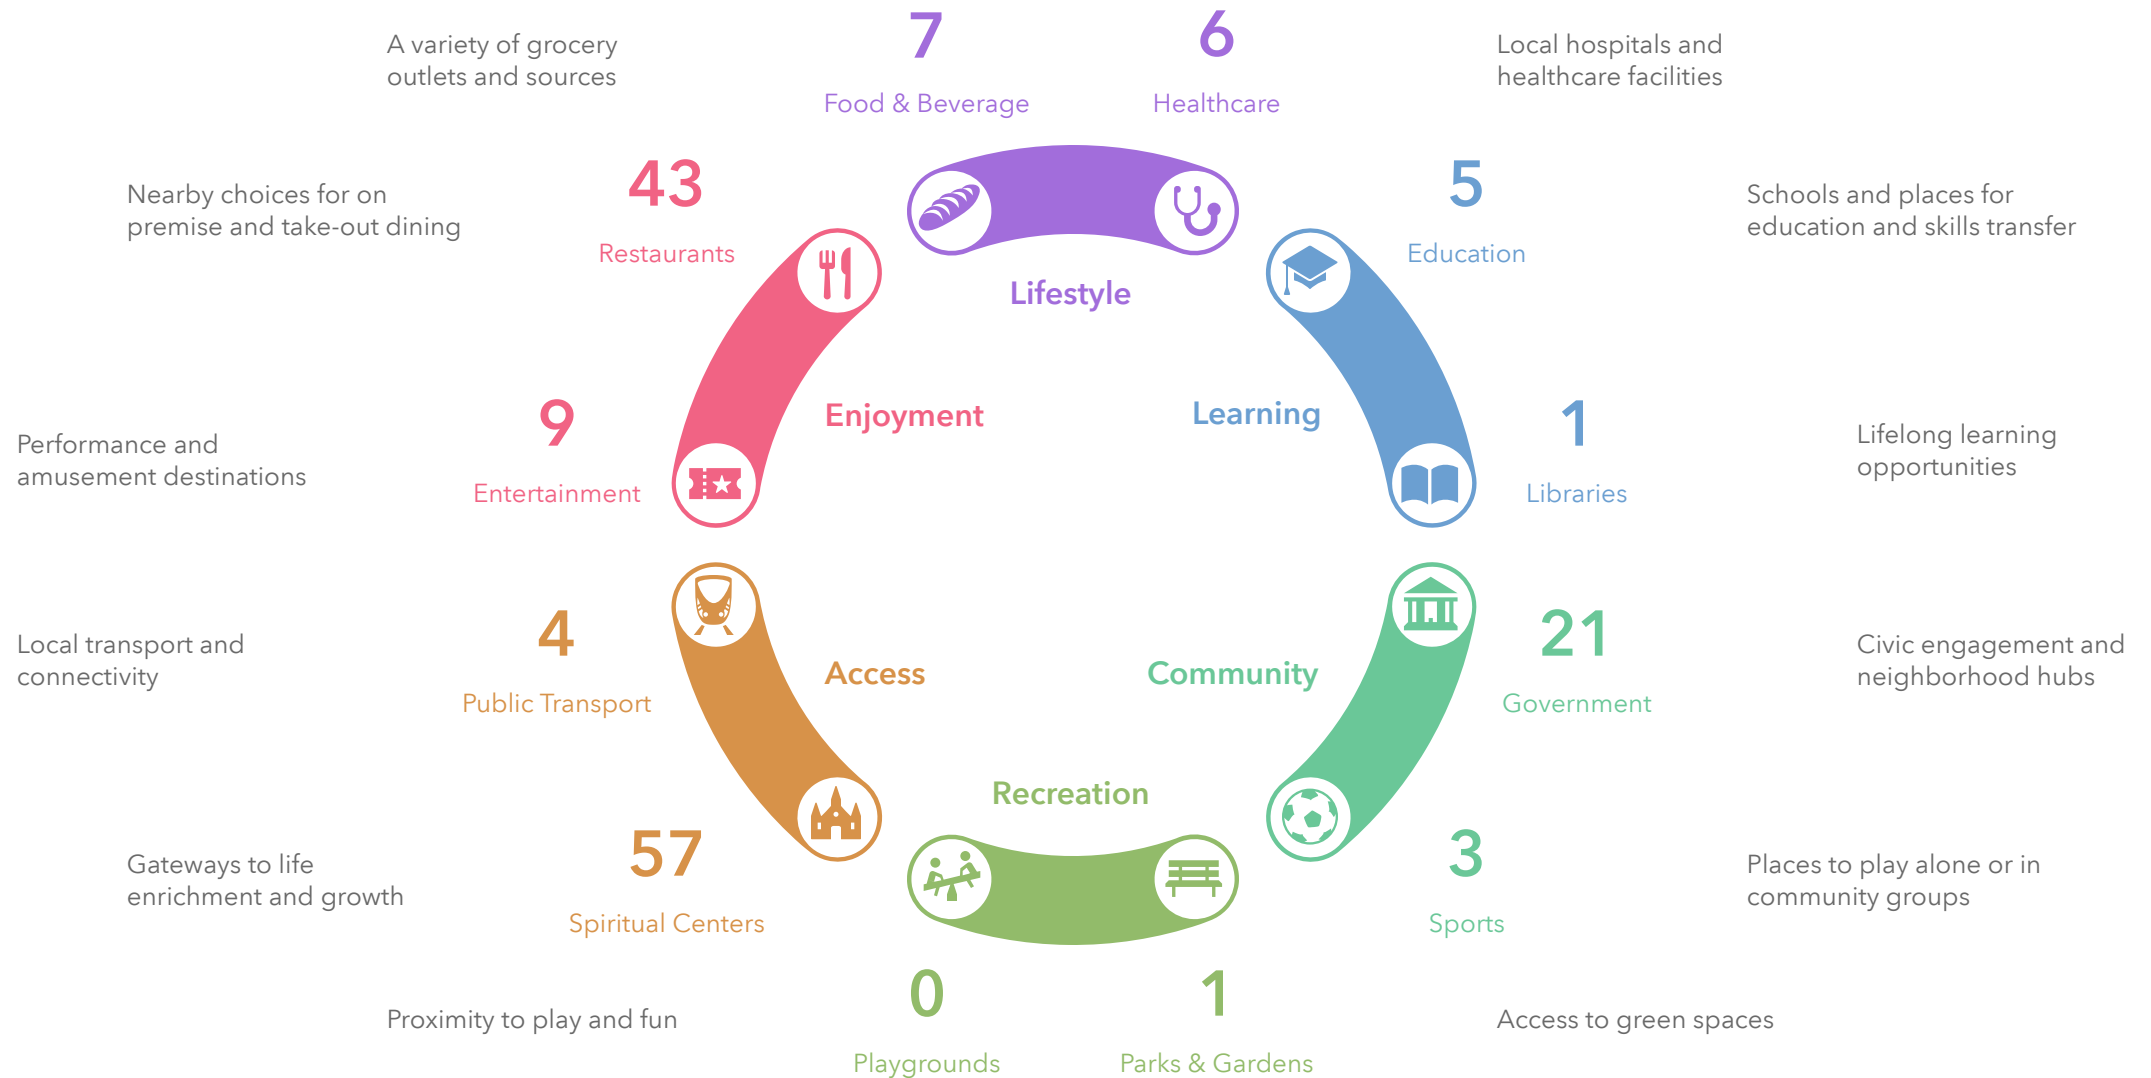 7
Food & Beverage
A variety of grocery
outlets and sources
6
Healthcare
Local hospitals and
healthcare facilities
Lifestyle
43
Restaurants
Nearby choices for on
premise and take-out dining
9
Entertainment
Performance and
amusement destinations
Enjoyment
5
Education
Schools and places for
education and skills transfer
1
Libraries
Lifelong learning
opportunities
Learning
4
Public Transport
Local transport and
connectivity
57
Spiritual Centers
Gateways to life
enrichment and growth
Access
21
Government
Civic engagement and
neighborhood hubs
3
Sports
Places to play alone or in
community groups
Community
Recreation
0
Playgrounds
Proximity to play and fun
1
Parks & Gardens
Access to green spaces